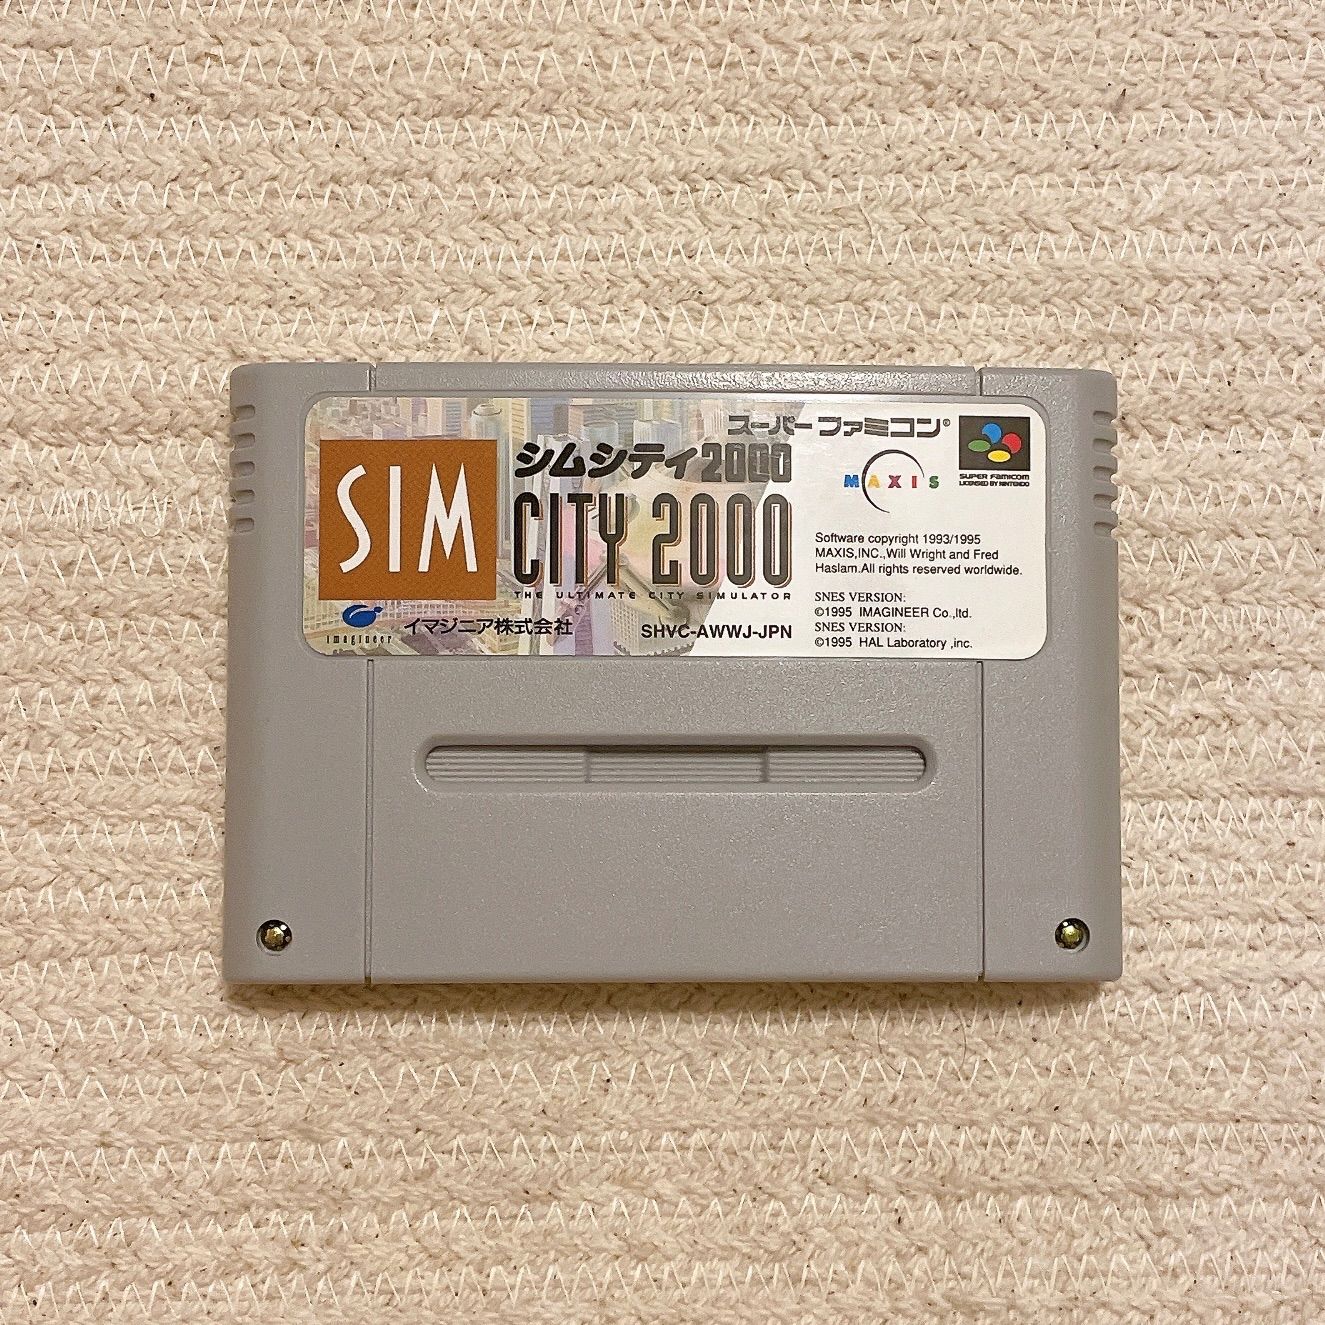 スーパーファミコン®
シムシティ2000
SIM CITY 2000
THE ULTIMATE CITY SIMULATOR
imagineer
イマジニア株式会社
SHVC-AWWJ-JPN
MAXIS
SUPER FAMICOM
LICENSED BY NINTENDO
Software copyright 1993/1995
MAXIS,INC.,Will Wright and Fred
Haslam.All rights reserved worldwide.
SNES VERSION:
©1995 IMAGINEER Co.,ltd.
SNES VERSION:
©1995 HAL Laboratory ,inc.